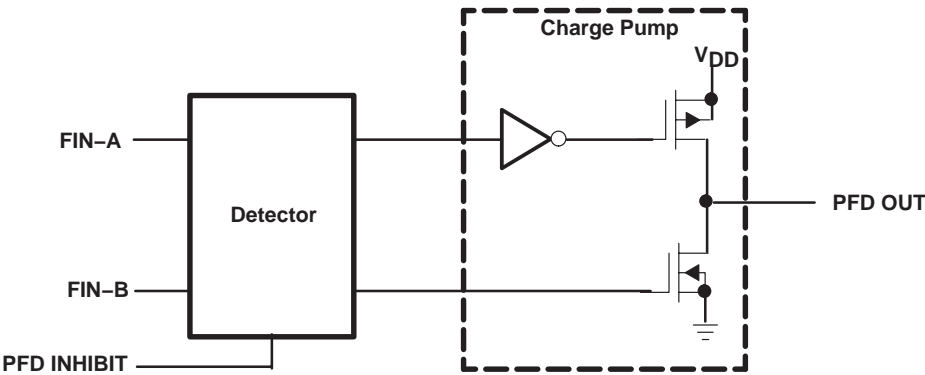 Charge Pump
VDD
FIN–A
Detector
PFD OUT
FIN–B
PFD INHIBIT